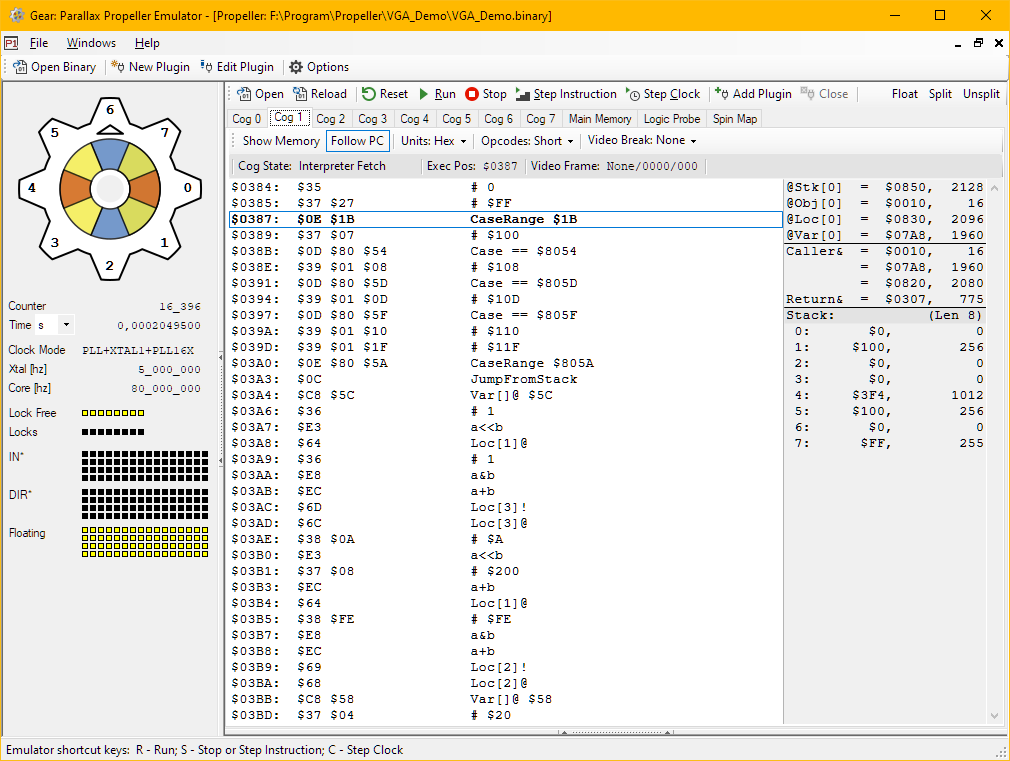 Gear: Parallax Propeller Emulator - [Propeller: F:\Program\Propeller\VGA_Demo\VGA_Demo.binary]
P1 File Windows Help
Open Binary New Plugin Edit Plugin Options
Open Reload Reset Run Stop Step Instruction Step Clock Add Plugin Close Float Split Unsplit
Cog 0 Cog 1 Cog 2 Cog 3 Cog 4 Cog 5 Cog 6 Cog 7 Main Memory Logic Probe Spin Map
Show Memory Follow PC Units: Hex Opcodes: Short Video Break: None
Cog State: Interpreter Fetch Exec Pos: $0387 Video Frame: None/0000/000
6
5 7
4 0
3 1
2
Counter 16_396
Time s 0,0002049500
Clock Mode PLL+XTAL1+PLL16X
Xtal [hz] 5_000_000
Core [hz] 80_000_000
Lock Free
Locks
IN*
DIR*
Floating
$0384: $35 # 0
$0385: $37 $27 # $FF
$0387: $0E $1B CaseRange $1B
$0389: $37 $07 # $100
$038B: $0D $80 $54 Case == $8054
$038E: $39 $01 $08 # $108
$0391: $0D $80 $5D Case == $805D
$0394: $39 $01 $0D # $10D
$0397: $0D $80 $5F Case == $805F
$039A: $39 $01 $10 # $110
$039D: $39 $01 $1F # $11F
$03A0: $0E $80 $5A CaseRange $805A
$03A3: $0C JumpFromStack
$03A4: $C8 $5C Var[]@ $5C
$03A6: $36 # 1
$03A7: $E3 a<<b
$03A8: $64 Loc[1]@
$03A9: $36 # 1
$03AA: $E8 a&b
$03AB: $EC a+b
$03AC: $6D Loc[3]!
$03AD: $6C Loc[3]@
$03AE: $38 $0A # $A
$03B0: $E3 a<<b
$03B1: $37 $08 # $200
$03B3: $EC a+b
$03B4: $64 Loc[1]@
$03B5: $38 $FE # $FE
$03B7: $E8 a&b
$03B8: $EC a+b
$03B9: $69 Loc[2]!
$03BA: $68 Loc[2]@
$03BB: $C8 $58 Var[]@ $58
$03BD: $37 $04 # $20
@Stk[0] = $0850, 2128
@Obj[0] = $0010, 16
@Loc[0] = $0830, 2096
@Var[0] = $07A8, 1960
Caller& = $0010, 16
= $07A8, 1960
= $0820, 2080
Return& = $0307, 775
Stack: (Len 8)
0: $0, 0
1: $100, 256
2: $0, 0
3: $0, 0
4: $3F4, 1012
5: $100, 256
6: $0, 0
7: $FF, 255
Emulator shortcut keys: R - Run; S - Stop or Step Instruction; C - Step Clock